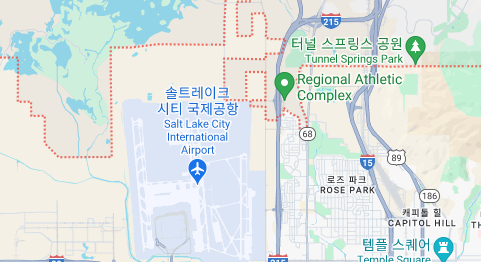 215
터널 스프링스 공원
Tunnel Springs Park
Regional Athletic
Complex
솔트레이크
시티 국제공항
Salt Lake City
International
Airport
68
15
89
로즈 파크
ROSE PARK
186
캐피톨 힐
CAPITOL HILL
TH
템플 스퀘어
Temple Square
215